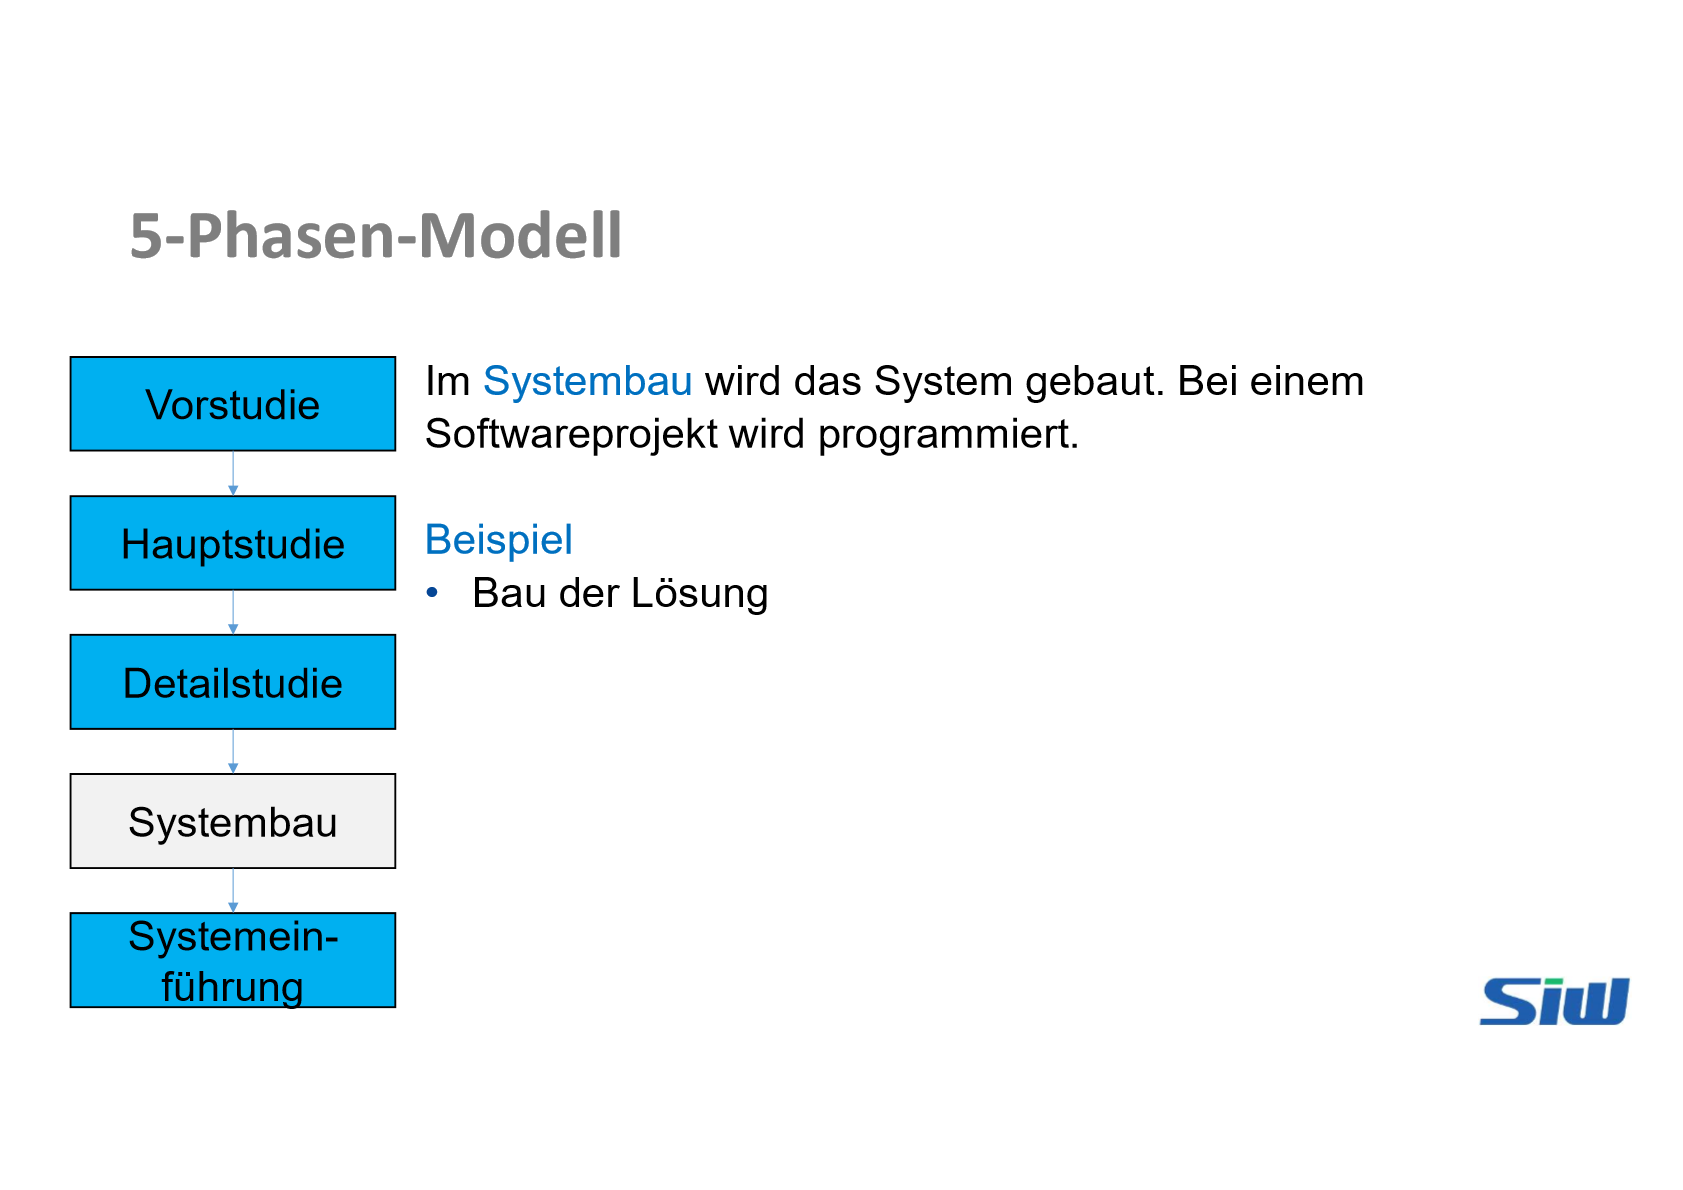 5-Phasen-Modell
Vorstudie
Hauptstudie
Detailstudie
Systembau
Systemein-
führung
Im Systembau wird das System gebaut. Bei einem
Softwareprojekt wird programmiert.
Beispiel
• Bau der Lösung
Siw